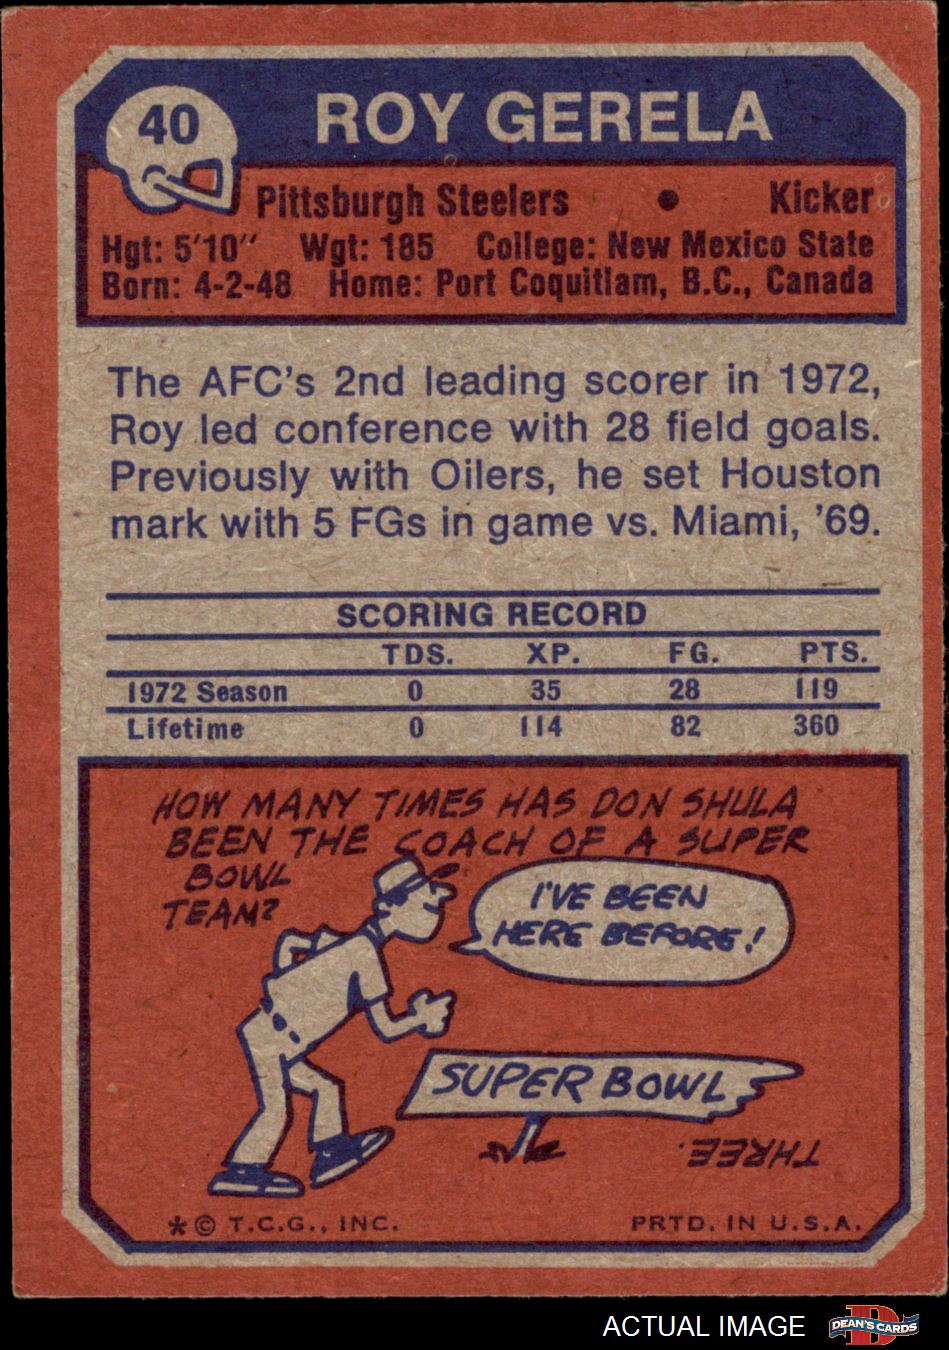 40
ROY GERELA
Pittsburgh Steelers • Kicker
Hgt: 5'10" Wgt: 185 College: New Mexico State
Born: 4-2-48 Home: Port Coquitlam, B.C., Canada
The AFC's 2nd leading scorer in 1972,
Roy led conference with 28 field goals.
Previously with Oilers, he set Houston
mark with 5 FGs in game vs. Miami, '69.
SCORING RECORD
TDS. XP. FG. PTS.
1972 Season 0 35 28 119
Lifetime 0 114 82 360
HOW MANY TIMES HAS DON SHULA
BEEN THE COACH OF A SUPER
BOWL
TEAM?
I'VE BEEN
HERE BEFORE!
SUPER BOWL
THREE.
* © T.C.G., INC. PRTD. IN U.S.A.
ACTUAL IMAGE
D
DEAN'S CARDS